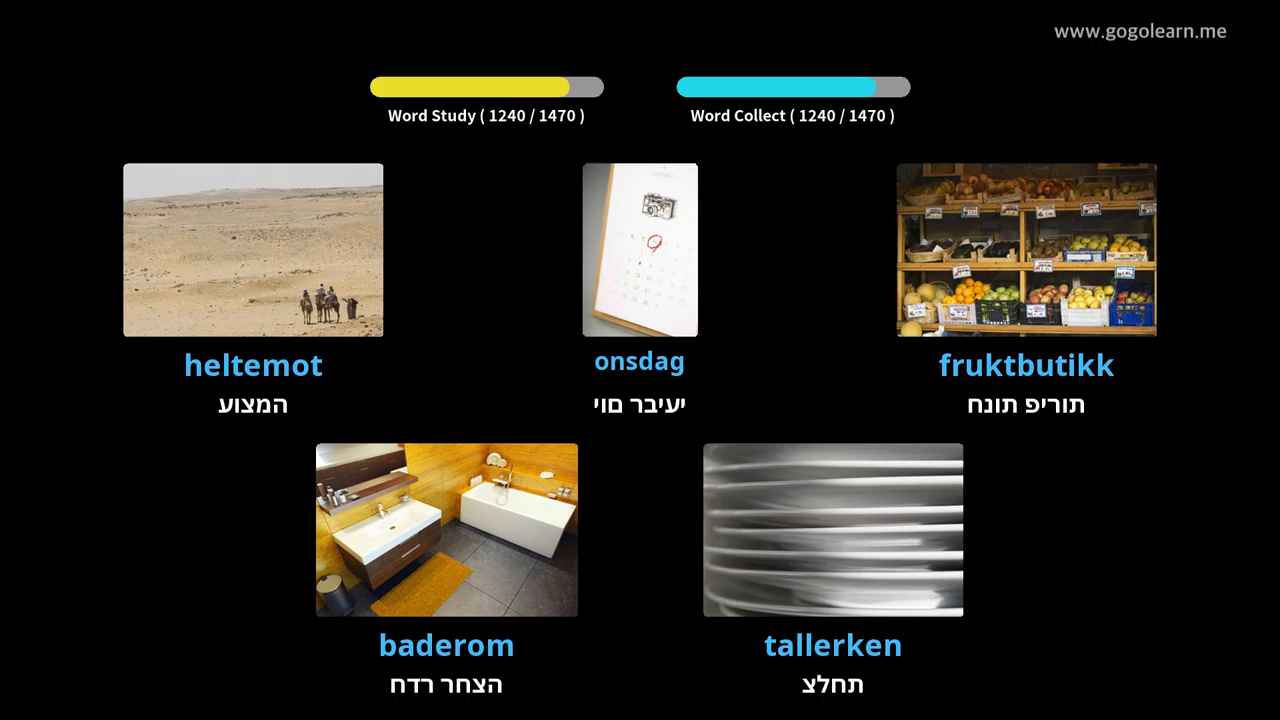 www.gogolearn.me
Word Study ( 1240 / 1470 )
Word Collect ( 1240 / 1470 )
heltemot
המצוע
onsdag
יעיבר םוי
fruktbutikk
תוריפ תונח
baderom
הצחר רדח
tallerken
תחלצ